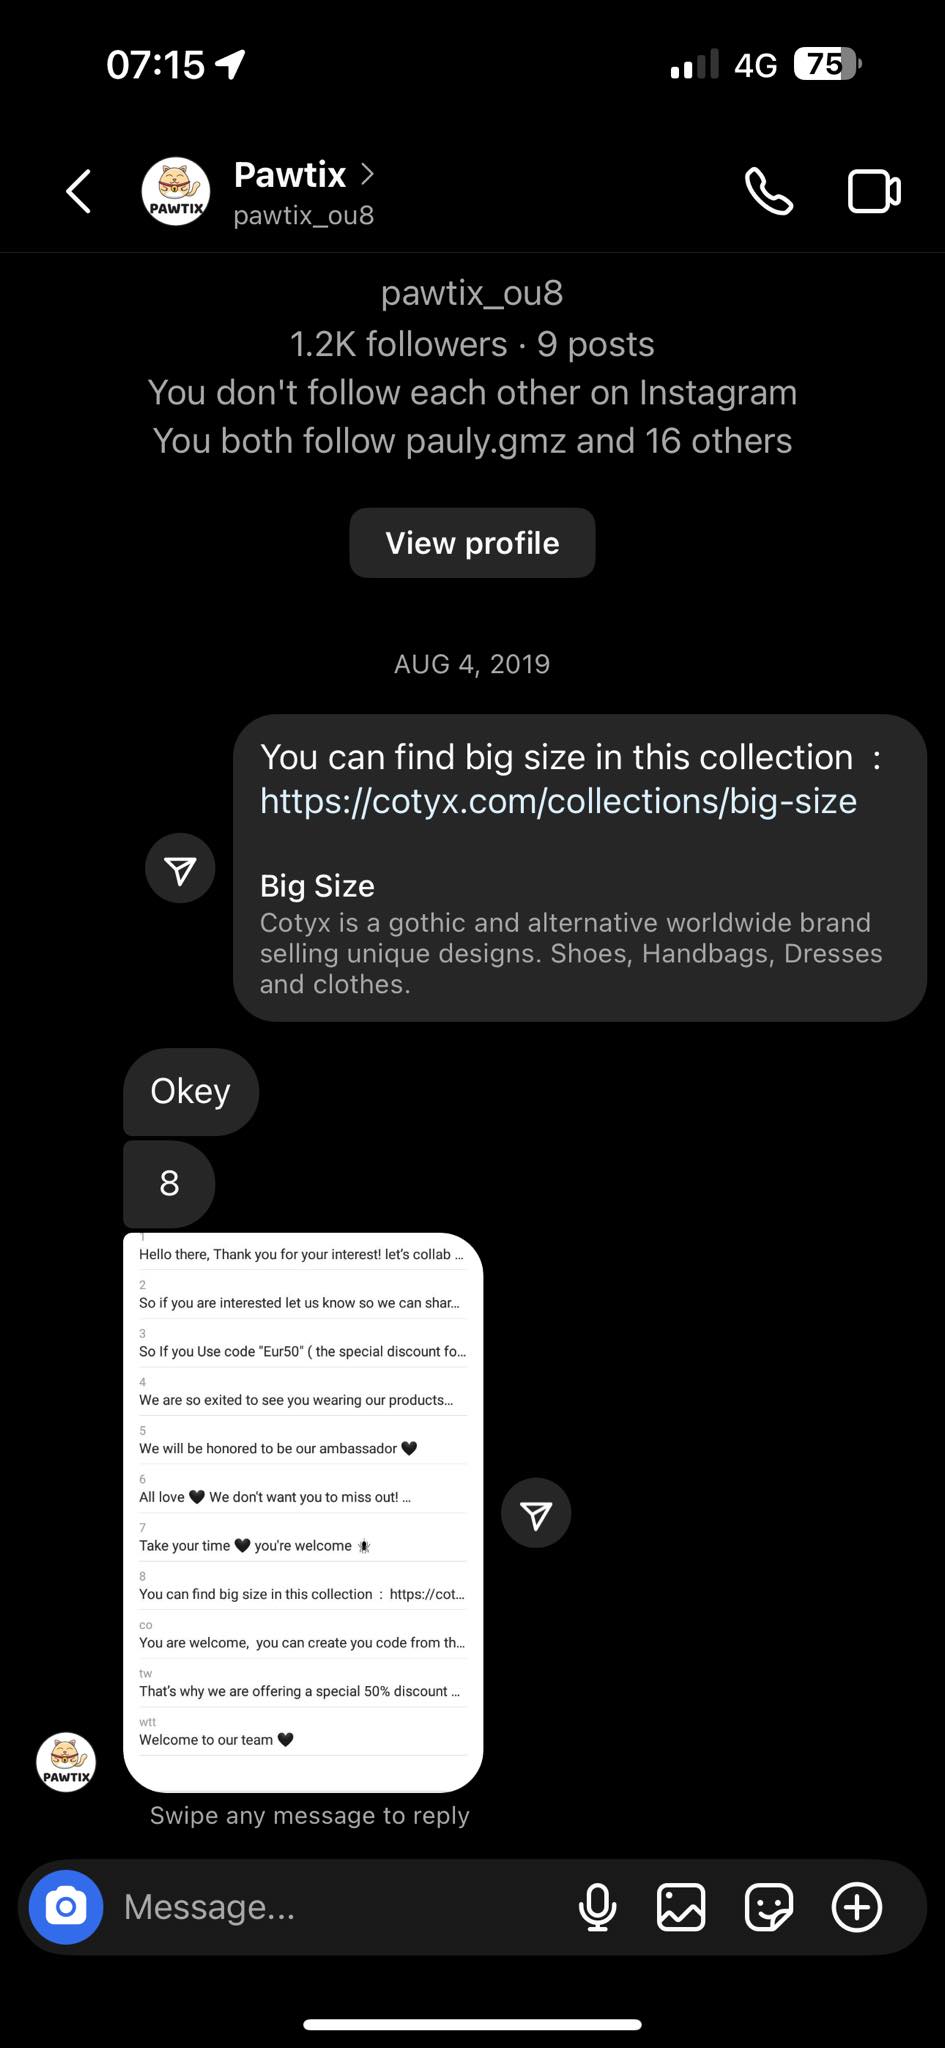 07:15
4G
75
Pawtix
pawtix_ou8
PAWTIX
pawtix_ou8
1.2K followers · 9 posts
You don't follow each other on Instagram
You both follow pauly.gmz and 16 others
View profile
AUG 4, 2019
You can find big size in this collection  :
https://cotyx.com/collections/big-size
Big Size
Cotyx is a gothic and alternative worldwide brand
selling unique designs. Shoes, Handbags, Dresses
and clothes.
Okey
8
1
Hello there, Thank you for your interest! let's collab ...
2
So if you are interested let us know so we can shar...
3
So If you Use code "Eur50" ( the special discount fo...
4
We are so exited to see you wearing our products...
5
We will be honored to be our ambassador 🖤
6
All love 🖤 We don't want you to miss out! ...
7
Take your time 🖤 you're welcome 🕷
8
You can find big size in this collection  :  https://cot...
co
You are welcome,  you can create you code from th...
tw
That's why we are offering a special 50% discount ...
wtt
Welcome to our team 🖤
PAWTIX
Swipe any message to reply
Message...